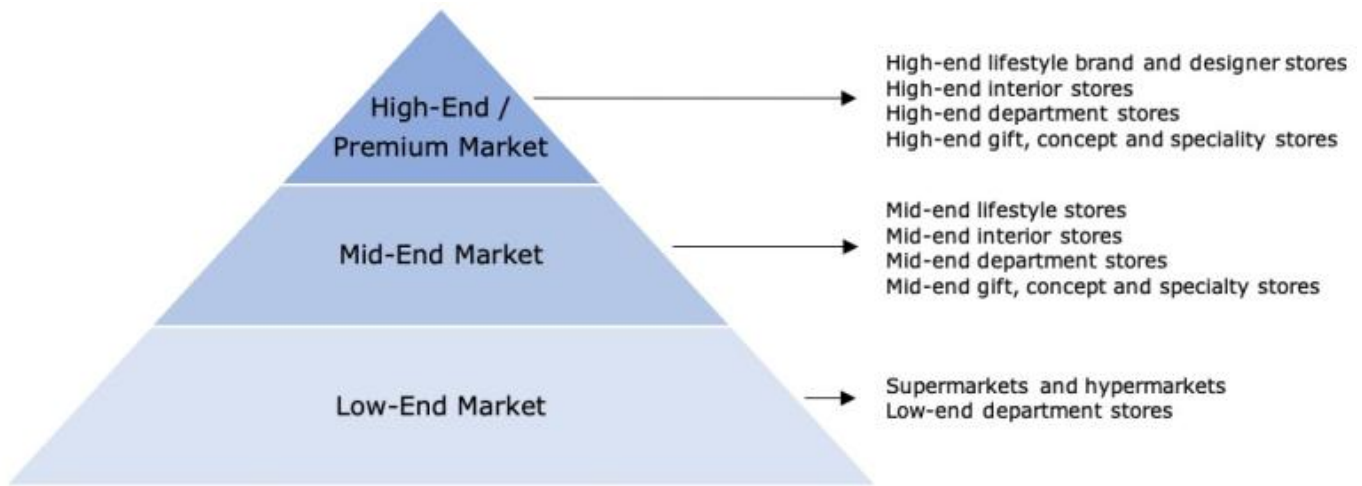 High-End /
Premium Market
High-end lifestyle brand and designer stores
High-end interior stores
High-end department stores
High-end gift, concept and speciality stores
Mid-End Market
Mid-end lifestyle stores
Mid-end interior stores
Mid-end department stores
Mid-end gift, concept and specialty stores
Low-End Market
Supermarkets and hypermarkets
Low-end department stores